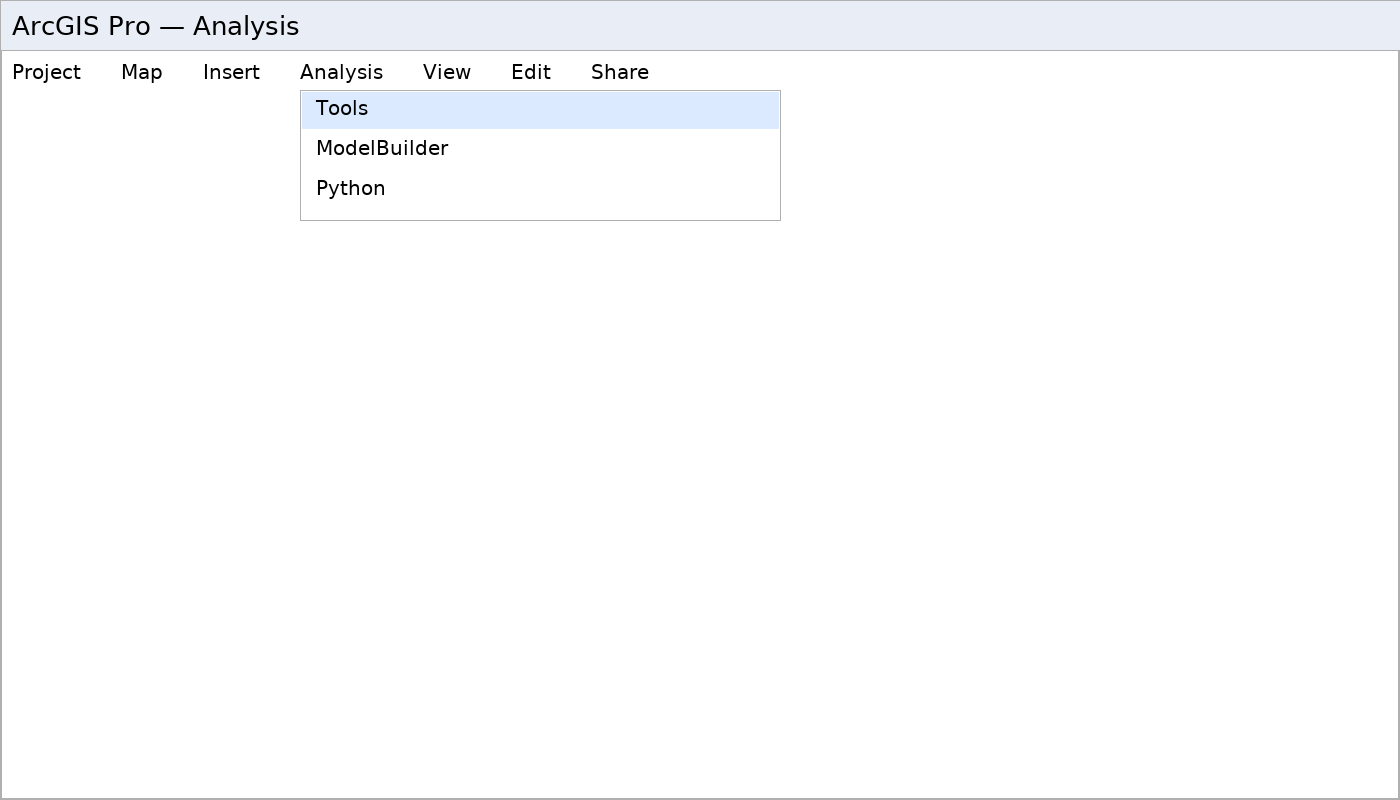 ArcGIS Pro — Analysis
Project Map Insert Analysis View Edit Share
Tools
ModelBuilder
Python